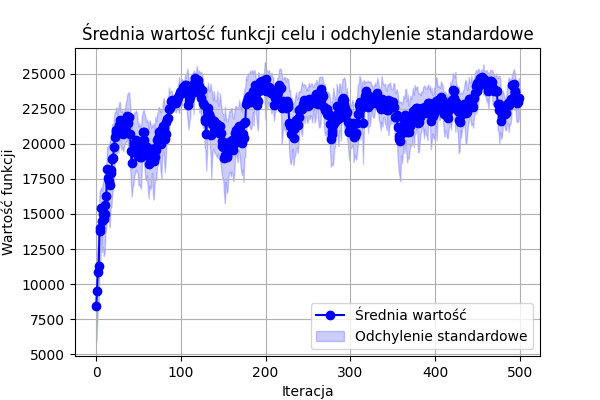 Średnia wartość funkcji celu i odchylenie standardowe
Wartość funkcji
25000
22500
20000
17500
15000
12500
10000
7500
5000
0 100 200 300 400 500
Iteracja
Średnia wartość
Odchylenie standardowe